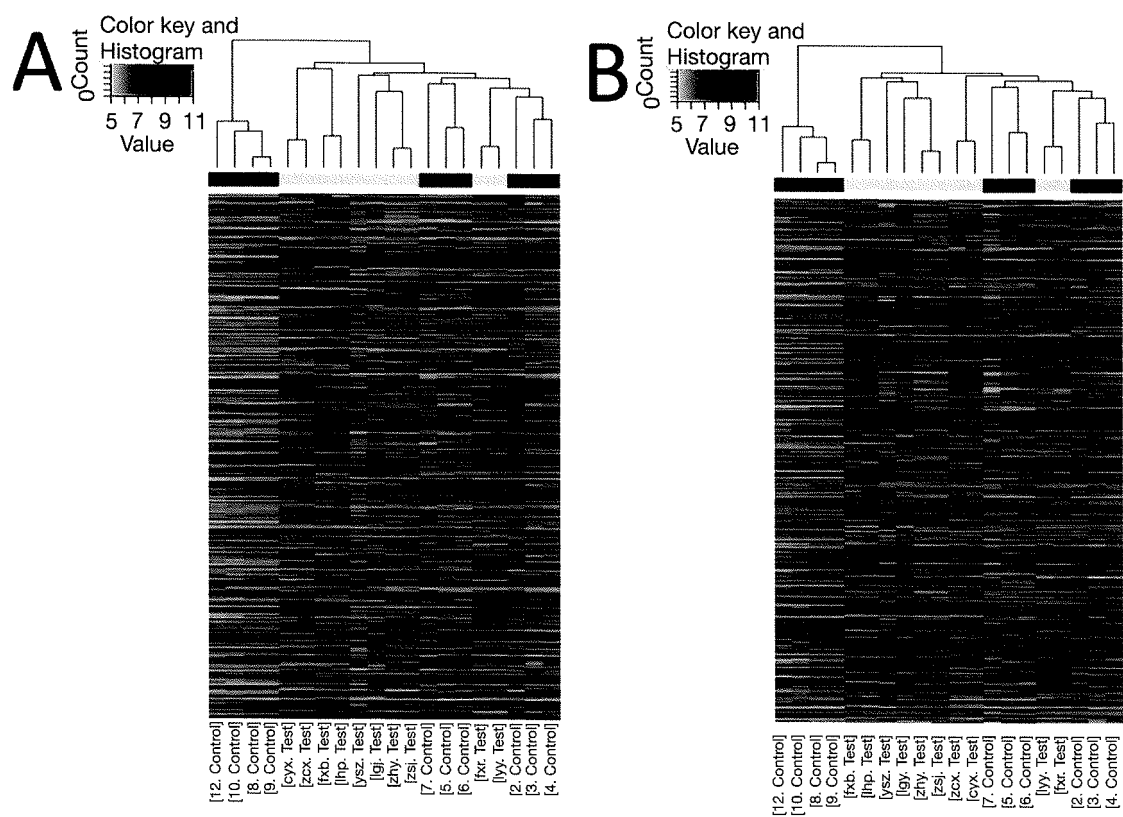 A
Color key and
Histogram
0 Count
5 7 9 11
Value
[12. Control]
[10. Control]
[8. Control]
[9. Control]
[cyx. Test]
[zcx. Test]
[fxb. Test]
[lhp. Test]
[ysz. Test]
[lgj. Test]
[zhy. Test]
[zsj. Test]
[7. Control]
[5. Control]
[6. Control]
[fxr. Test]
[lyy. Test]
[2. Control]
[3. Control]
[4. Control]
B
Color key and
Histogram
0 Count
5 7 9 11
Value
[12. Control]
[10. Control]
[8. Control]
[9. Control]
[fxb. Test]
[lhp. Test]
[ysz. Test]
[lgy. Test]
[zhy. Test]
[zsj. Test]
[zcx. Test]
[cyx. Test]
[7. Control]
[5. Control]
[6. Control]
[lyy. Test]
[fxr. Test]
[2. Control]
[3. Control]
[4. Control]